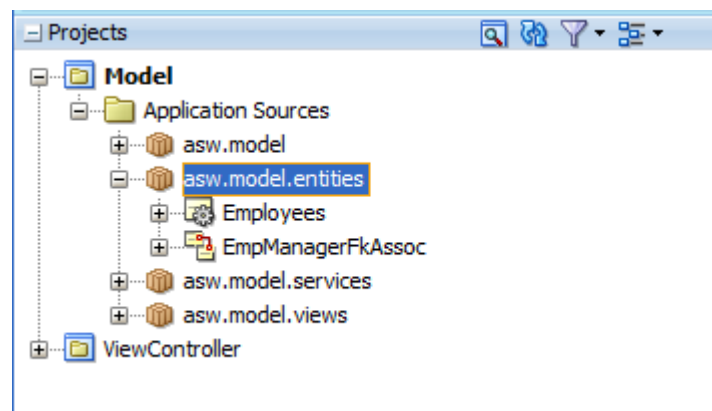 Projects
Model
Application Sources
asw.model
asw.model.entities
Employees
EmpManagerFkAssoc
asw.model.services
asw.model.views
ViewController